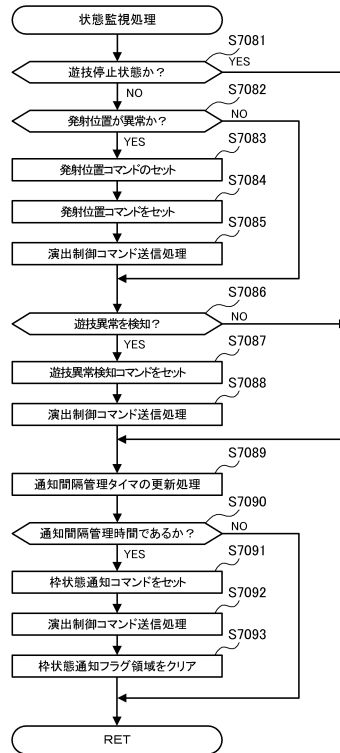 状態監視処理
S7081
遊技停止状態か？
YES
NO
S7082
発射位置が異常か？
NO
YES
S7083
発射位置コマンドのセット
S7084
発射位置コマンドをセット
S7085
演出制御コマンド送信処理
S7086
遊技異常を検知？
NO
YES
S7087
遊技異常検知コマンドをセット
S7088
演出制御コマンド送信処理
S7089
通知間隔管理タイマの更新処理
S7090
通知間隔管理時間であるか？
NO
YES
S7091
枠状態通知コマンドをセット
S7092
演出制御コマンド送信処理
S7093
枠状態通知フラグ領域をクリア
RET